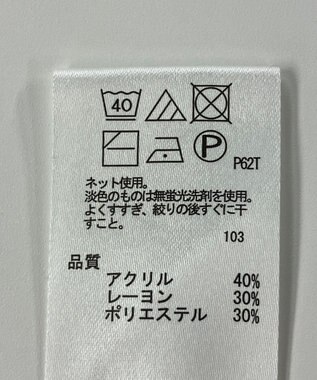 40
P
P62T
ネット使用。
淡色のものは無蛍光洗剤を使用。
よくすすぎ、絞りの後すぐに干
すこと。
103
品質
アクリル 40%
レーヨン 30%
ポリエステル 30%